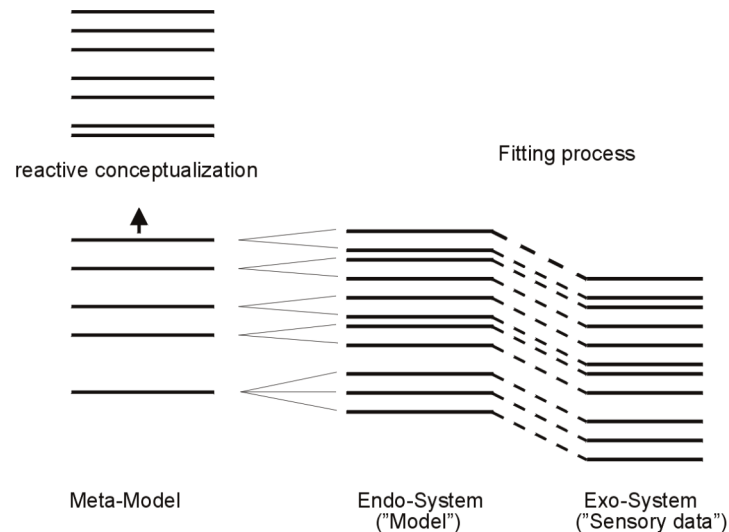 reactive conceptualization
Fitting process
Meta-Model
Endo-System
(”Model”)
Exo-System
(”Sensory data”)